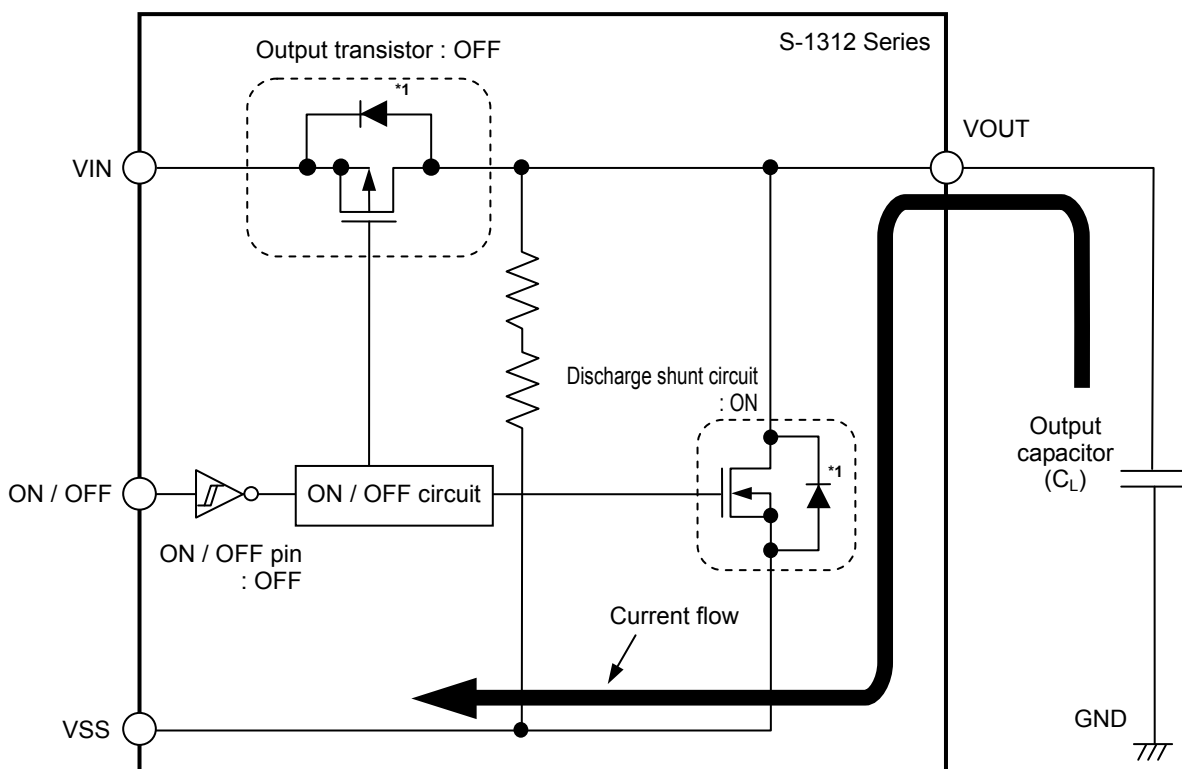 S-1312 Series
Output transistor : OFF
*1
VOUT
VIN
Discharge shunt circuit
: ON
*1
Output
capacitor
(CL)
ON / OFF
ON / OFF circuit
ON / OFF pin
: OFF
Current flow
GND
VSS